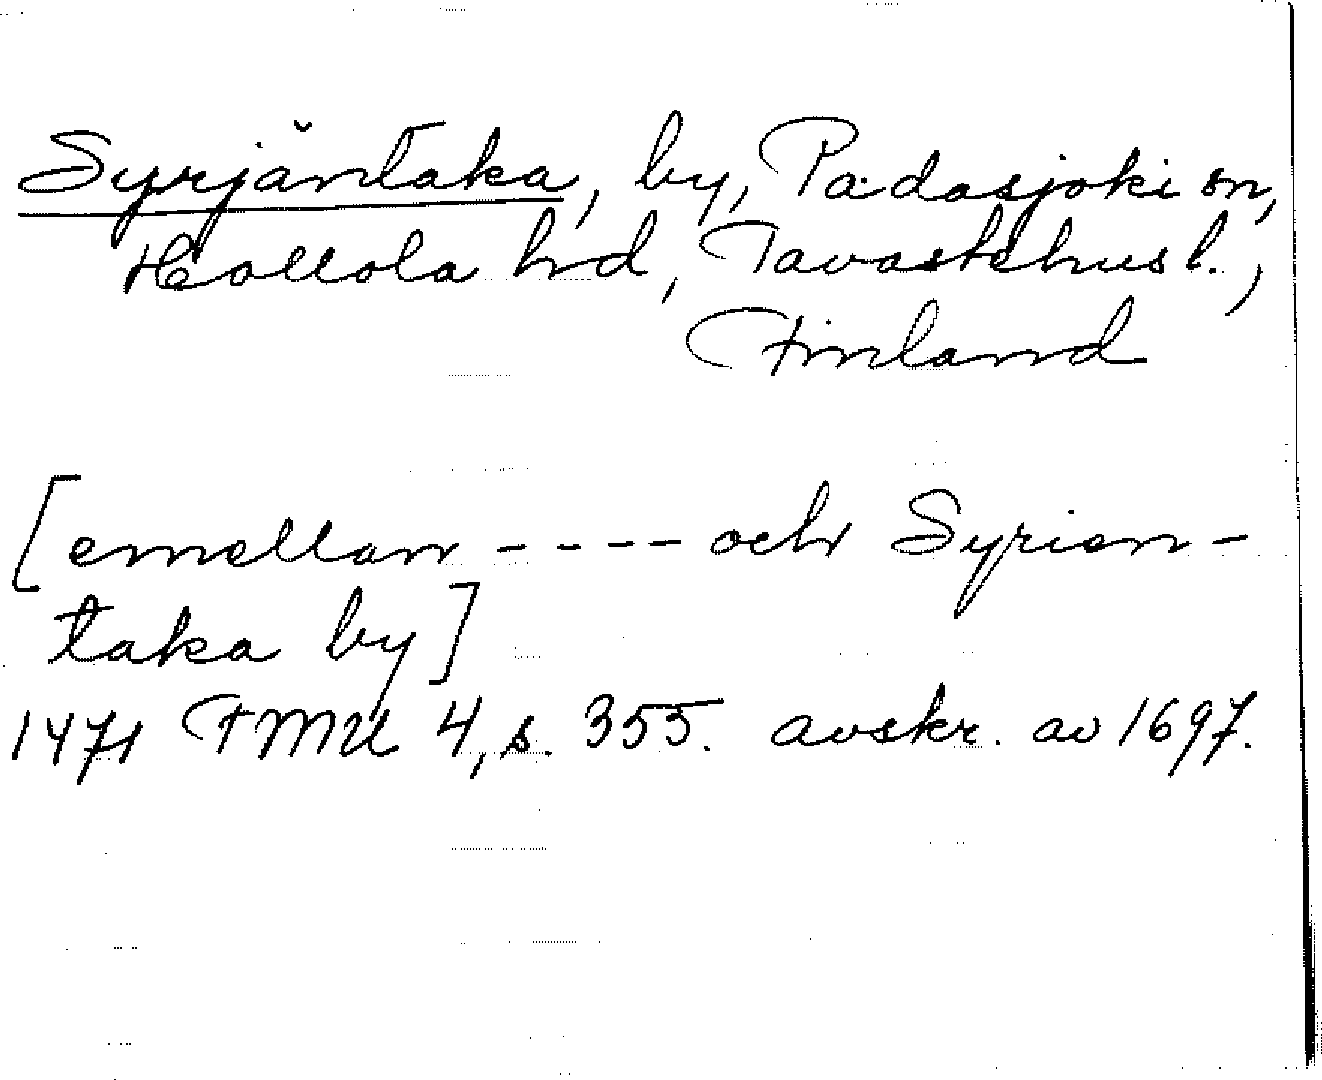 Syrjäntaka, by, Padasjoki sn,
Hollola hd, Tavastehus l.,
Finland
[emellan ---- och Syrien-
taka by]
1471 FMU 4, s. 355. avskr. av 1697.